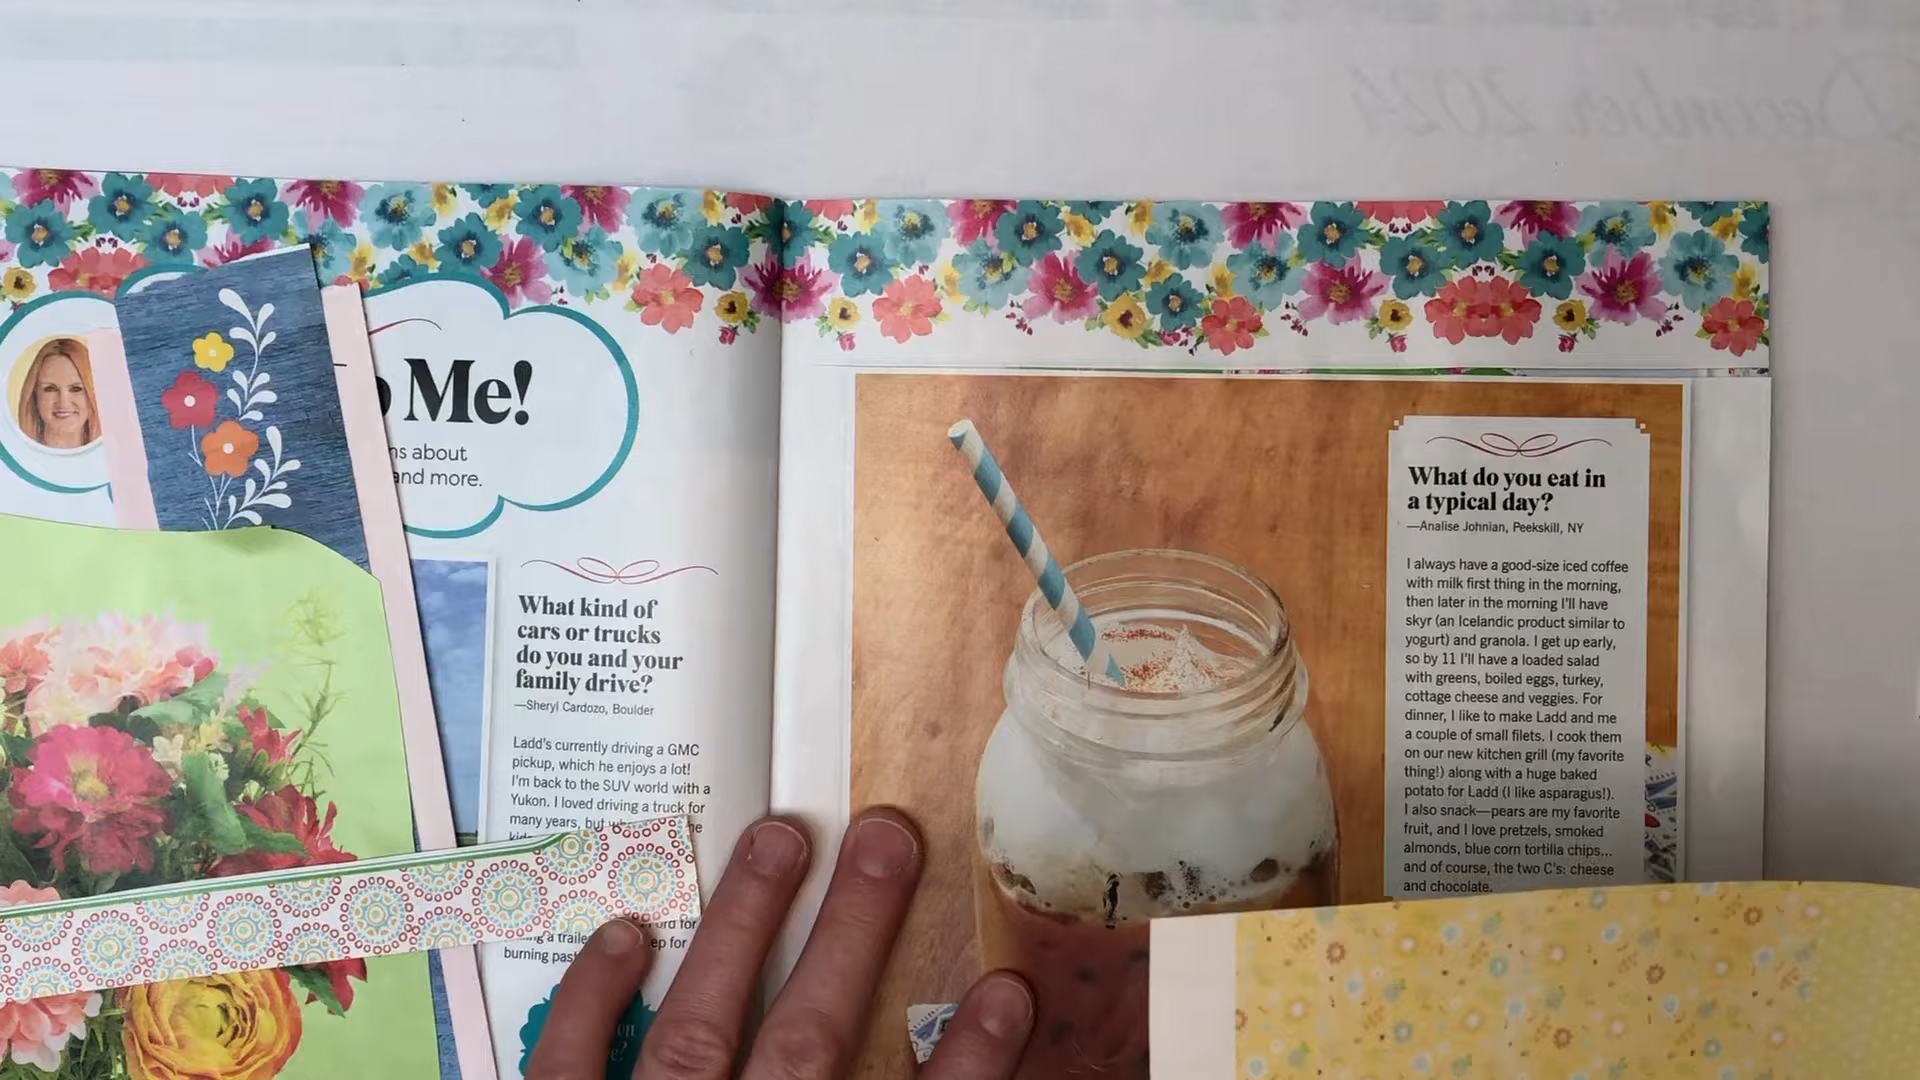 December 2024
Me!
ns about
and more.
What kind of
cars or trucks
do you and your
family drive?
—Sheryl Cardozo, Boulder
Ladd's currently driving a GMC
pickup, which he enjoys a lot!
I'm back to the SUV world with a
Yukon. I loved driving a truck for
many years, but
ord for
a traile
ep for
burning pas
What do you eat in
a typical day?
—Analise Johnian, Peekskill, NY
I always have a good-size iced coffee
with milk first thing in the morning,
then later in the morning I'll have
skyr (an Icelandic product similar to
yogurt) and granola. I get up early,
so by 11 I'll have a loaded salad
with greens, boiled eggs, turkey,
cottage cheese and veggies. For
dinner, I like to make Ladd and me
a couple of small filets. I cook them
on our new kitchen grill (my favorite
thing!) along with a huge baked
potato for Ladd (I like asparagus!).
I also snack—pears are my favorite
fruit, and I love pretzels, smoked
almonds, blue corn tortilla chips...
and of course, the two C's: cheese
and chocolate.